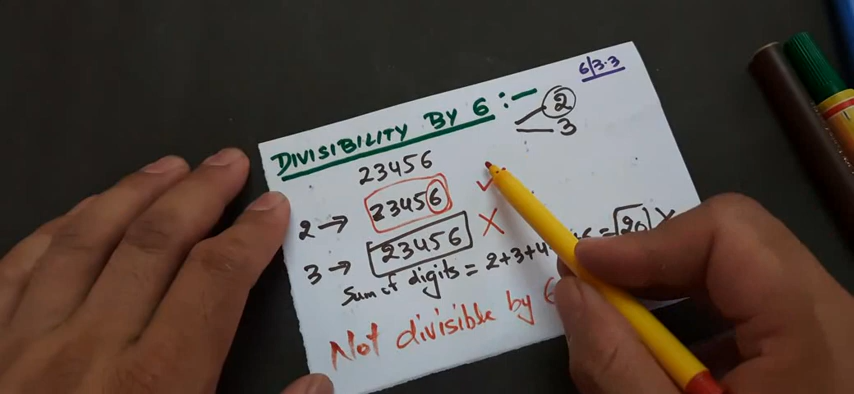 6/3.3
DIVISIBILITY BY 6 :-
2
3
23456
2 → 23456 ✓
3 → 23456 ✗
Sum of digits = 2+3+4 = 20 ✗
Not divisible by 6